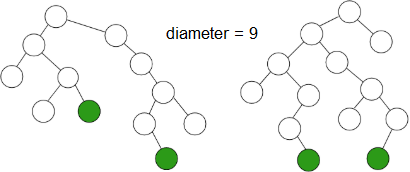 diameter = 9